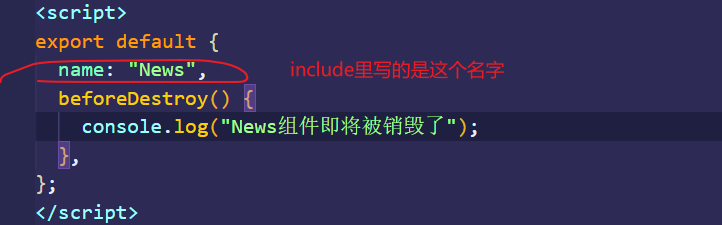 <script>
export default {
name: "News", include里写的是这个名字
beforeDestroy() {
console.log("News组件即将被销毁了");
},
};
</script>